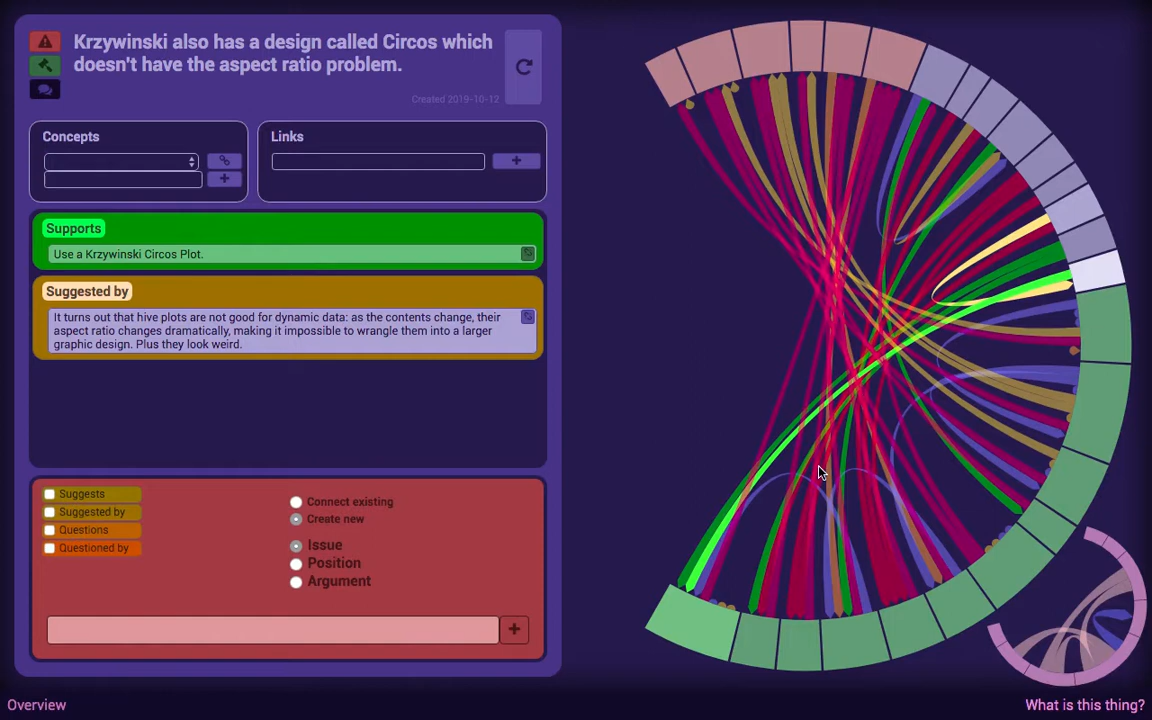 Krzywinski also has a design called Circos which
doesn't have the aspect ratio problem.
Created 2019-10-12
Concepts
Links
Supports
Use a Krzywinski Circos Plot.
Suggested by
It turns out that hive plots are not good for dynamic data: as the contents change, their
aspect ratio changes dramatically, making it impossible to wrangle them into a larger
graphic design. Plus they look weird.
Suggests
Suggested by
Questions
Questioned by
Connect existing
Create new
Issue
Position
Argument
Overview
What is this thing?